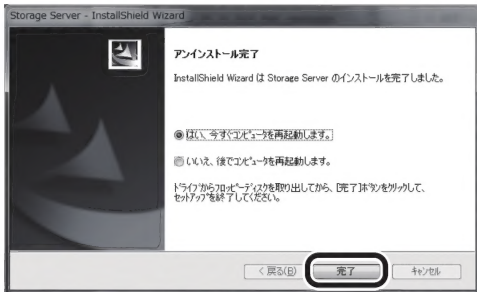 Storage Server - InstallShield Wizard
アンインストール完了
InstallShield Wizard は Storage Server のインストールを完了しました。
はい、今すぐコンピュータを再起動します。
いいえ、後でコンピュータを再起動します。
ドライブからフロッピーディスクを取り出してから、[完了]ボタンをクリックして、
セットアップを終了してください。
< 戻る(B)
完了
キャンセル